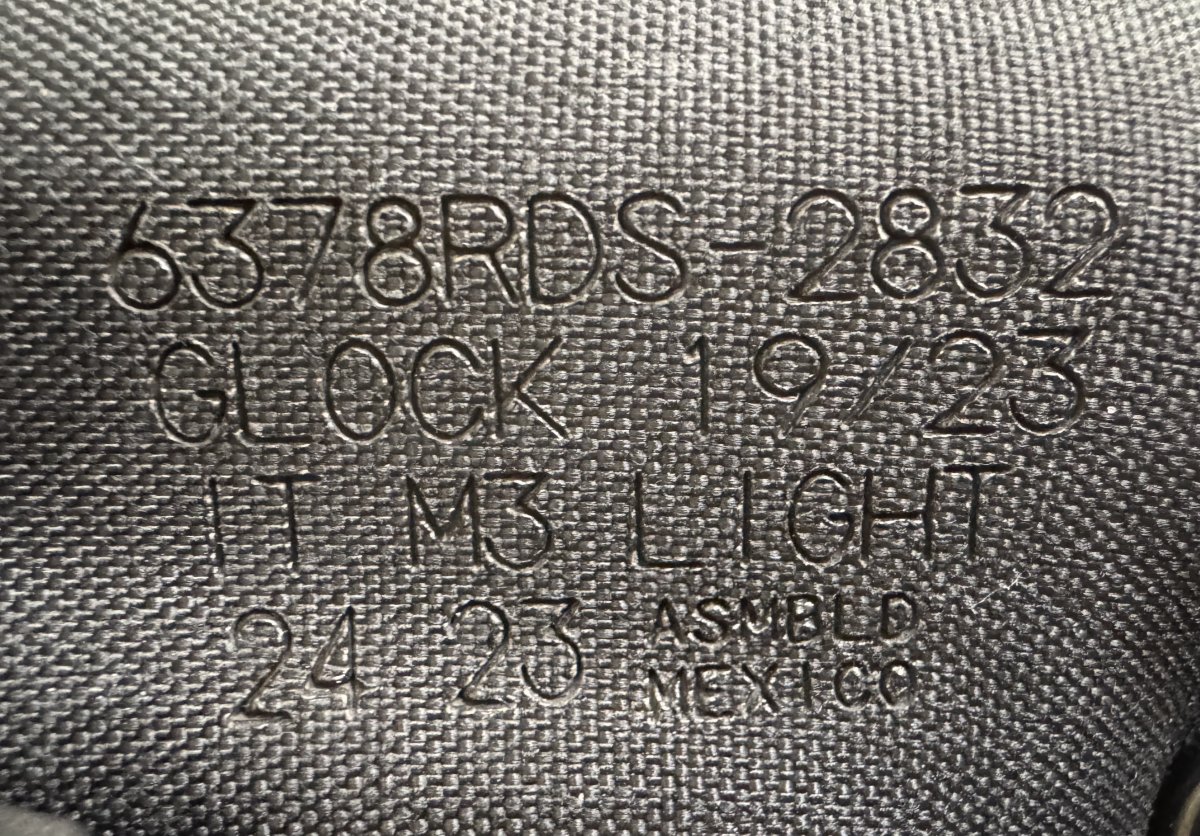 6378RDS-2832
GLOCK 19/23
IT M3 LIGHT
24 23 ASMBLD
MEXICO